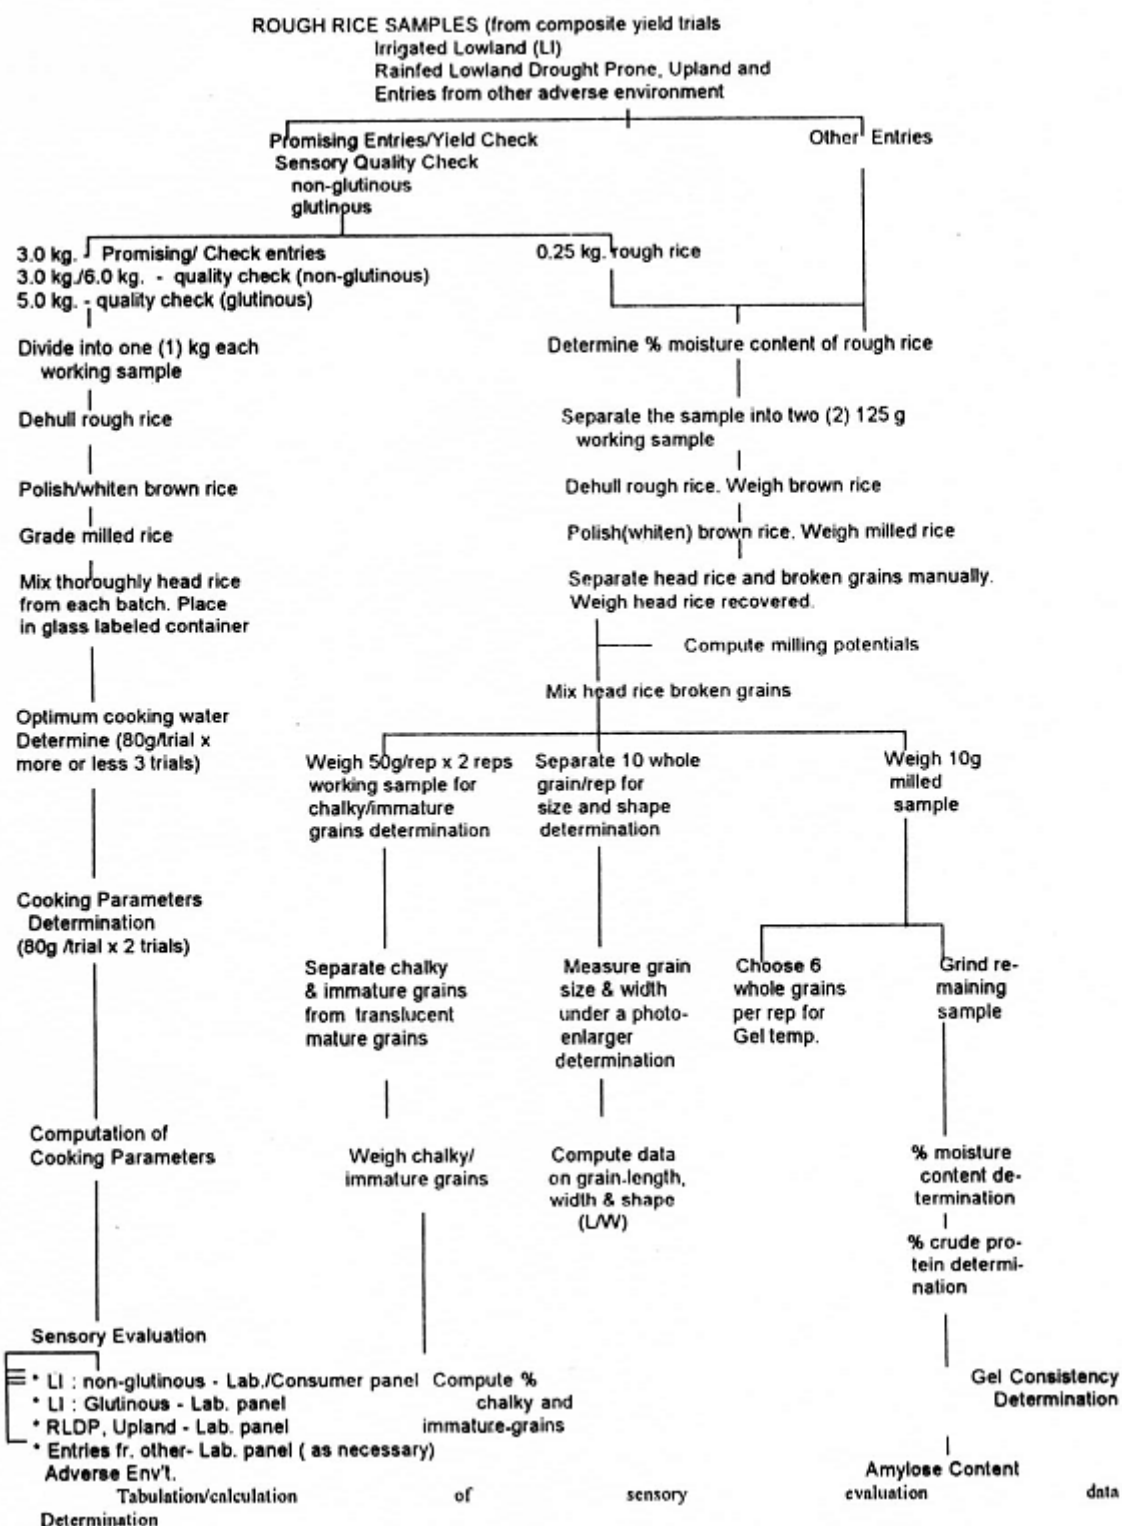 ROUGH RICE SAMPLES (from composite yield trials
Irrigated Lowland (LI)
Rainfed Lowland Drought Prone, Upland and
Entries from other adverse environment
Promising Entries/Yield Check
Sensory Quality Check
non-glutinous
glutinous
Other Entries
3.0 kg. Promising/ Check entries
3.0 kg./6.0 kg. - quality check (non-glutinous)
5.0 kg. - quality check (glutinous)
0.25 kg. rough rice
Divide into one (1) kg each
working sample
Dehull rough rice
Polish/whiten brown rice
Grade milled rice
Mix thoroughly head rice
from each batch. Place
in glass labeled container
Optimum cooking water
Determine (80g/trial x
more or less 3 trials)
Cooking Parameters
Determination
(80g /trial x 2 trials)
Computation of
Cooking Parameters
Sensory Evaluation
* LI : non-glutinous - Lab./Consumer panel
* LI : Glutinous - Lab. panel
* RLDP, Upland - Lab. panel
* Entries fr. other- Lab. panel ( as necessary)
Adverse Env't.
Determine % moisture content of rough rice
Separate the sample into two (2) 125 g
working sample
Dehull rough rice. Weigh brown rice
Polish(whiten) brown rice. Weigh milled rice
Separate head rice and broken grains manually.
Weigh head rice recovered.
Compute milling potentials
Mix head rice broken grains
Weigh 50g/rep x 2 reps
working sample for
chalky/immature
grains determination
Separate chalky
& immature grains
from translucent
mature grains
Weigh chalky/
immature grains
Compute %
chalky and
immature-grains
Separate 10 whole
grain/rep for
size and shape
determination
Measure grain
size & width
under a photo-
enlarger
determination
Compute data
on grain-length,
width & shape
(L/W)
Weigh 10g
milled
sample
Choose 6
whole grains
per rep for
Gel temp.
Grind re-
maining
sample
% moisture
content de-
termination
% crude pro-
tein determi-
nation
Gel Consistency
Determination
Amylose Content
Tabulation/calculation of sensory evaluation data
Determination